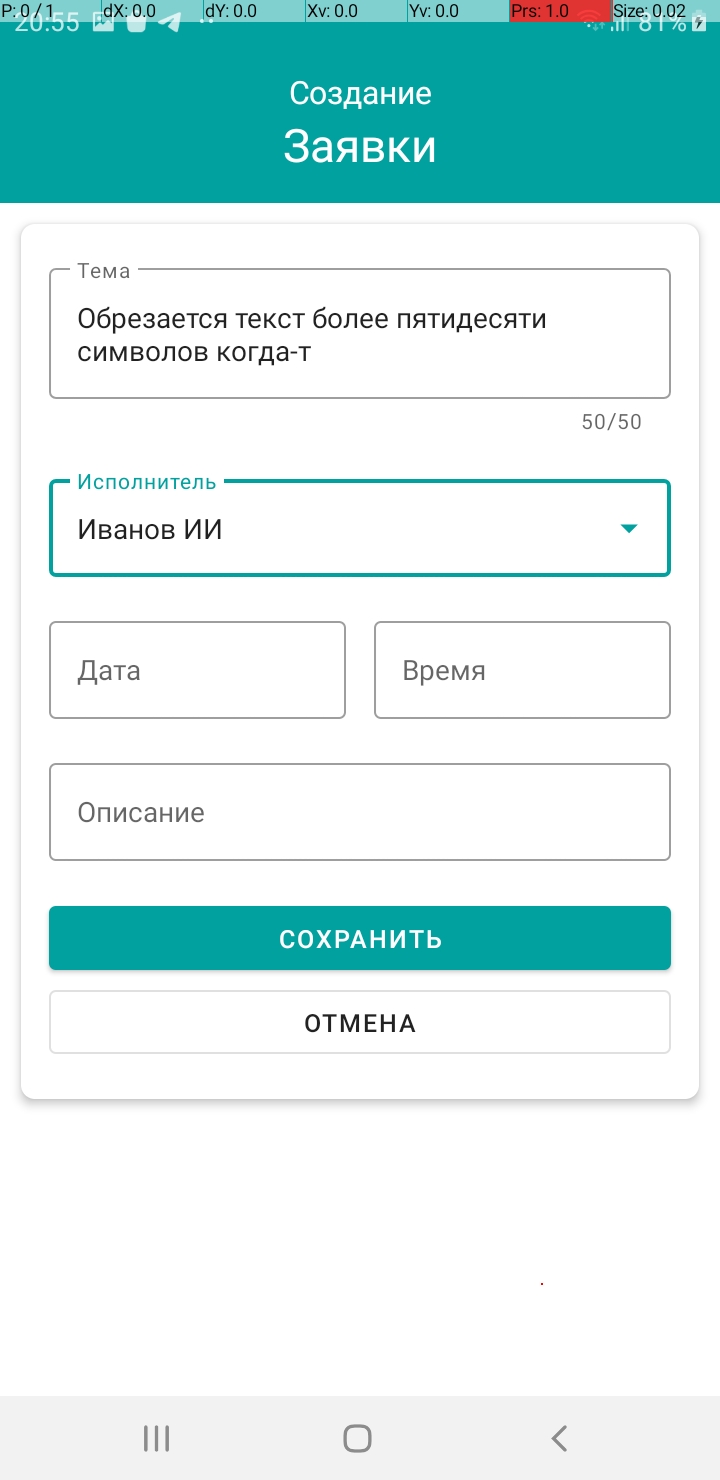 P: 0 / 1 dX: 0.0 dY: 0.0 Xv: 0.0 Yv: 0.0 Prs: 1.0 Size: 0.02
20:55 81%
Создание
Заявки
Тема
Обрезается текст более пятидесяти
символов когда-т
50/50
Исполнитель
Иванов ИИ
Дата Время
Описание
СОХРАНИТЬ
ОТМЕНА